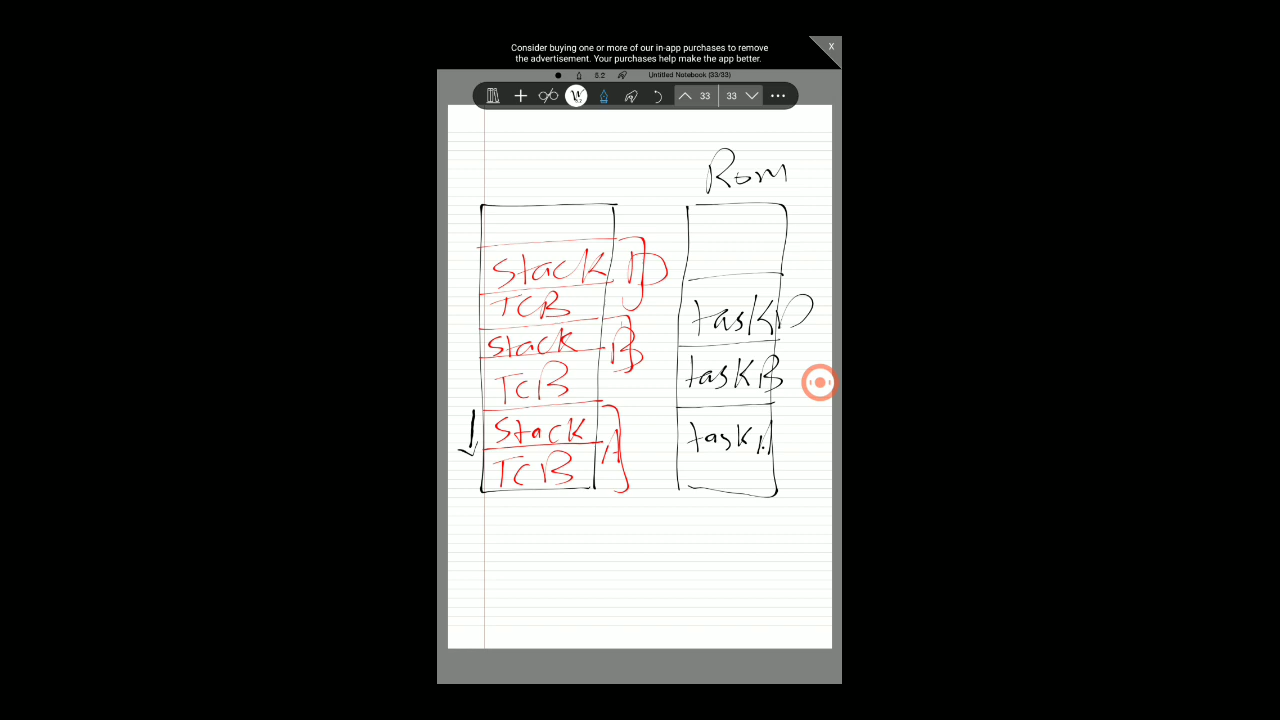 Consider buying one or more of our in-app purchases to remove
the advertisement. Your purchases help make the app better.
X
5.2 Untitled Notebook (33/33)
33 33
Rom
Stack D
TCB
Stack B
TCB
Stack A
TCB
task D
task B
task A